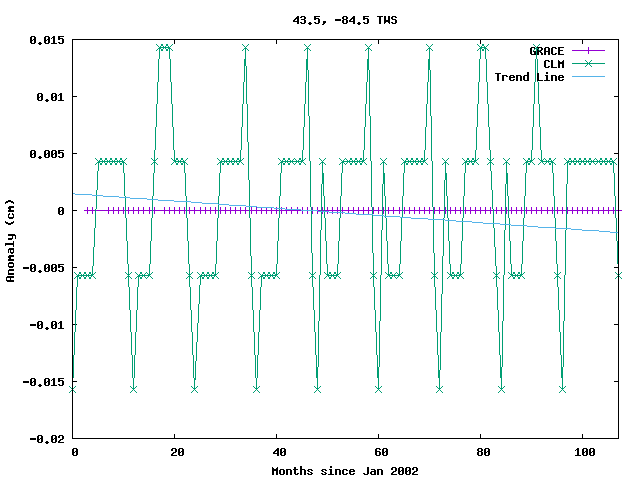 43.5, -84.5 TWS
GRACE
CLM
Trend Line
0.015
0.01
0.005
0
-0.005
-0.01
-0.015
-0.02
Anomaly (cm)
0 20 40 60 80 100
Months since Jan 2002